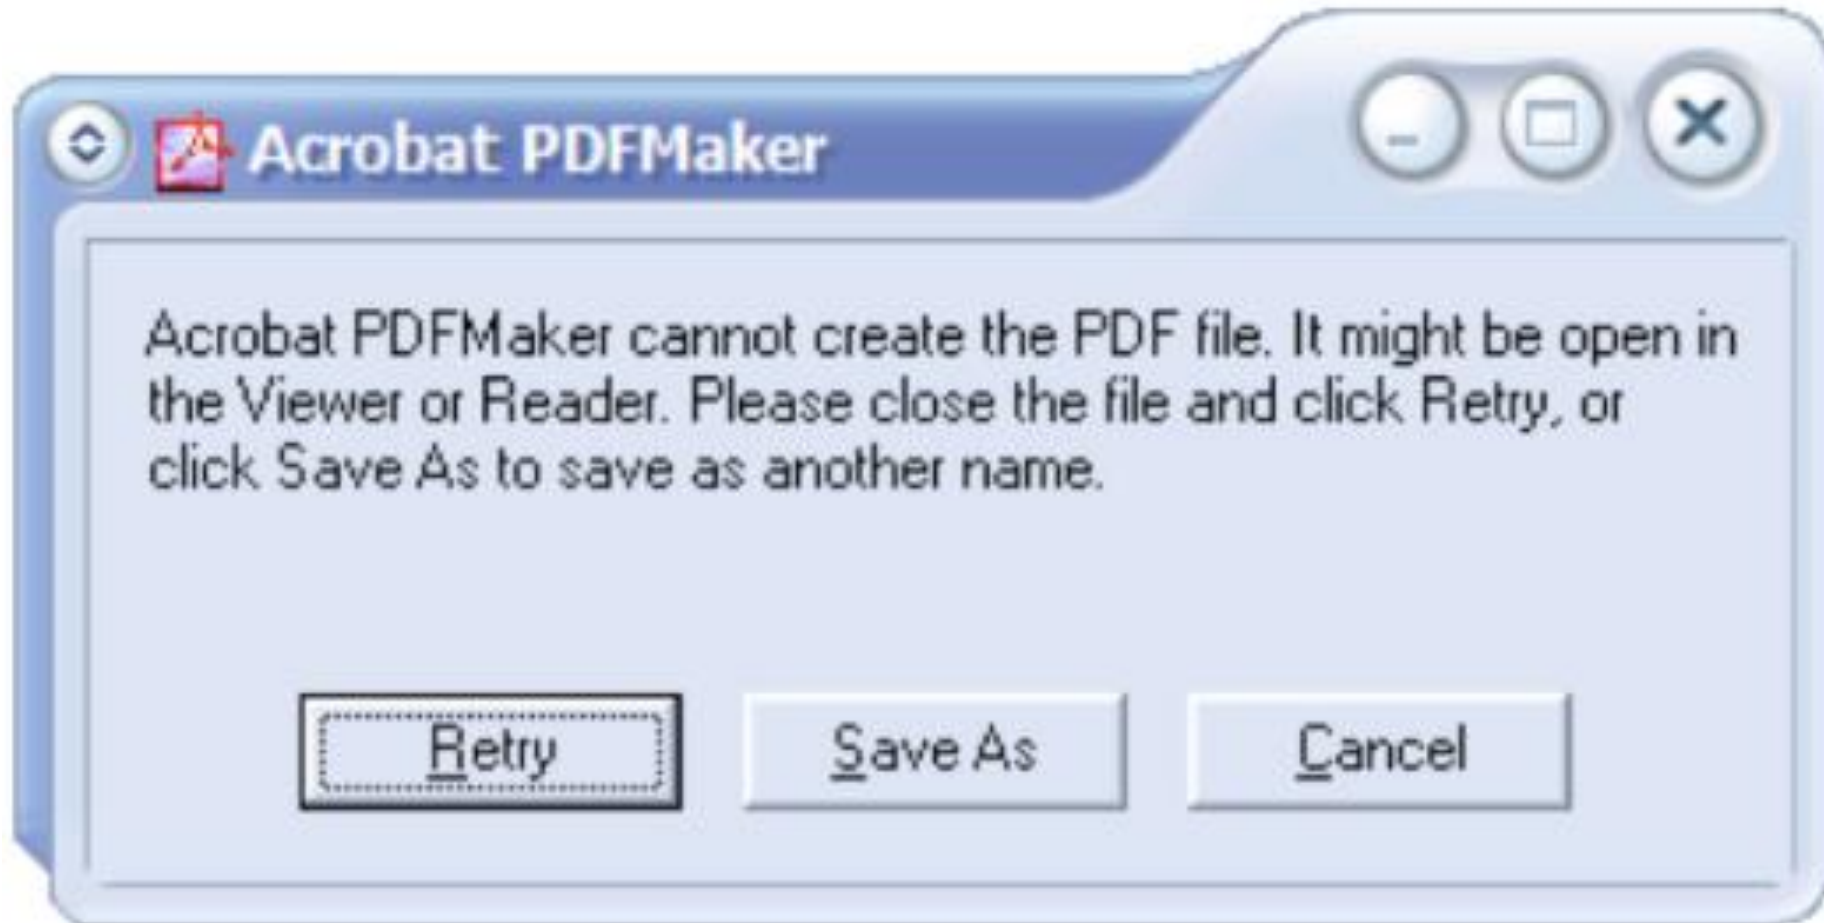 Acrobat PDFMaker
Acrobat PDFMaker cannot create the PDF file. It might be open in
the Viewer or Reader. Please close the file and click Retry, or
click Save As to save as another name.
Retry
Save As
Cancel